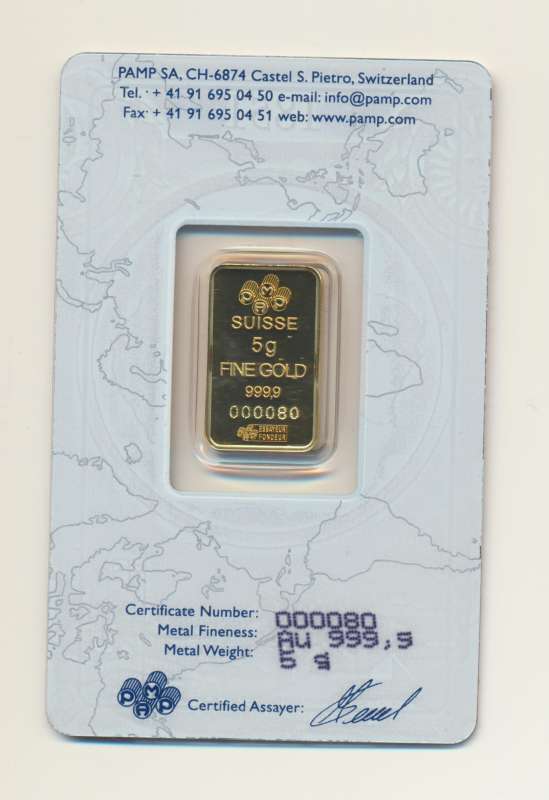 PAMP SA, CH-6874 Castel S. Pietro, Switzerland
Tel. + 41 91 695 04 50 e-mail: info@pamp.com
Fax + 41 91 695 04 51 web: www.pamp.com
PAMP
SUISSE
5g
FINE GOLD
999,9
000080
ESSAYEUR
FONDEUR
Certificate Number: 000080
Metal Fineness: Au 999,9
Metal Weight: 5 g
PAMP
Certified Assayer: